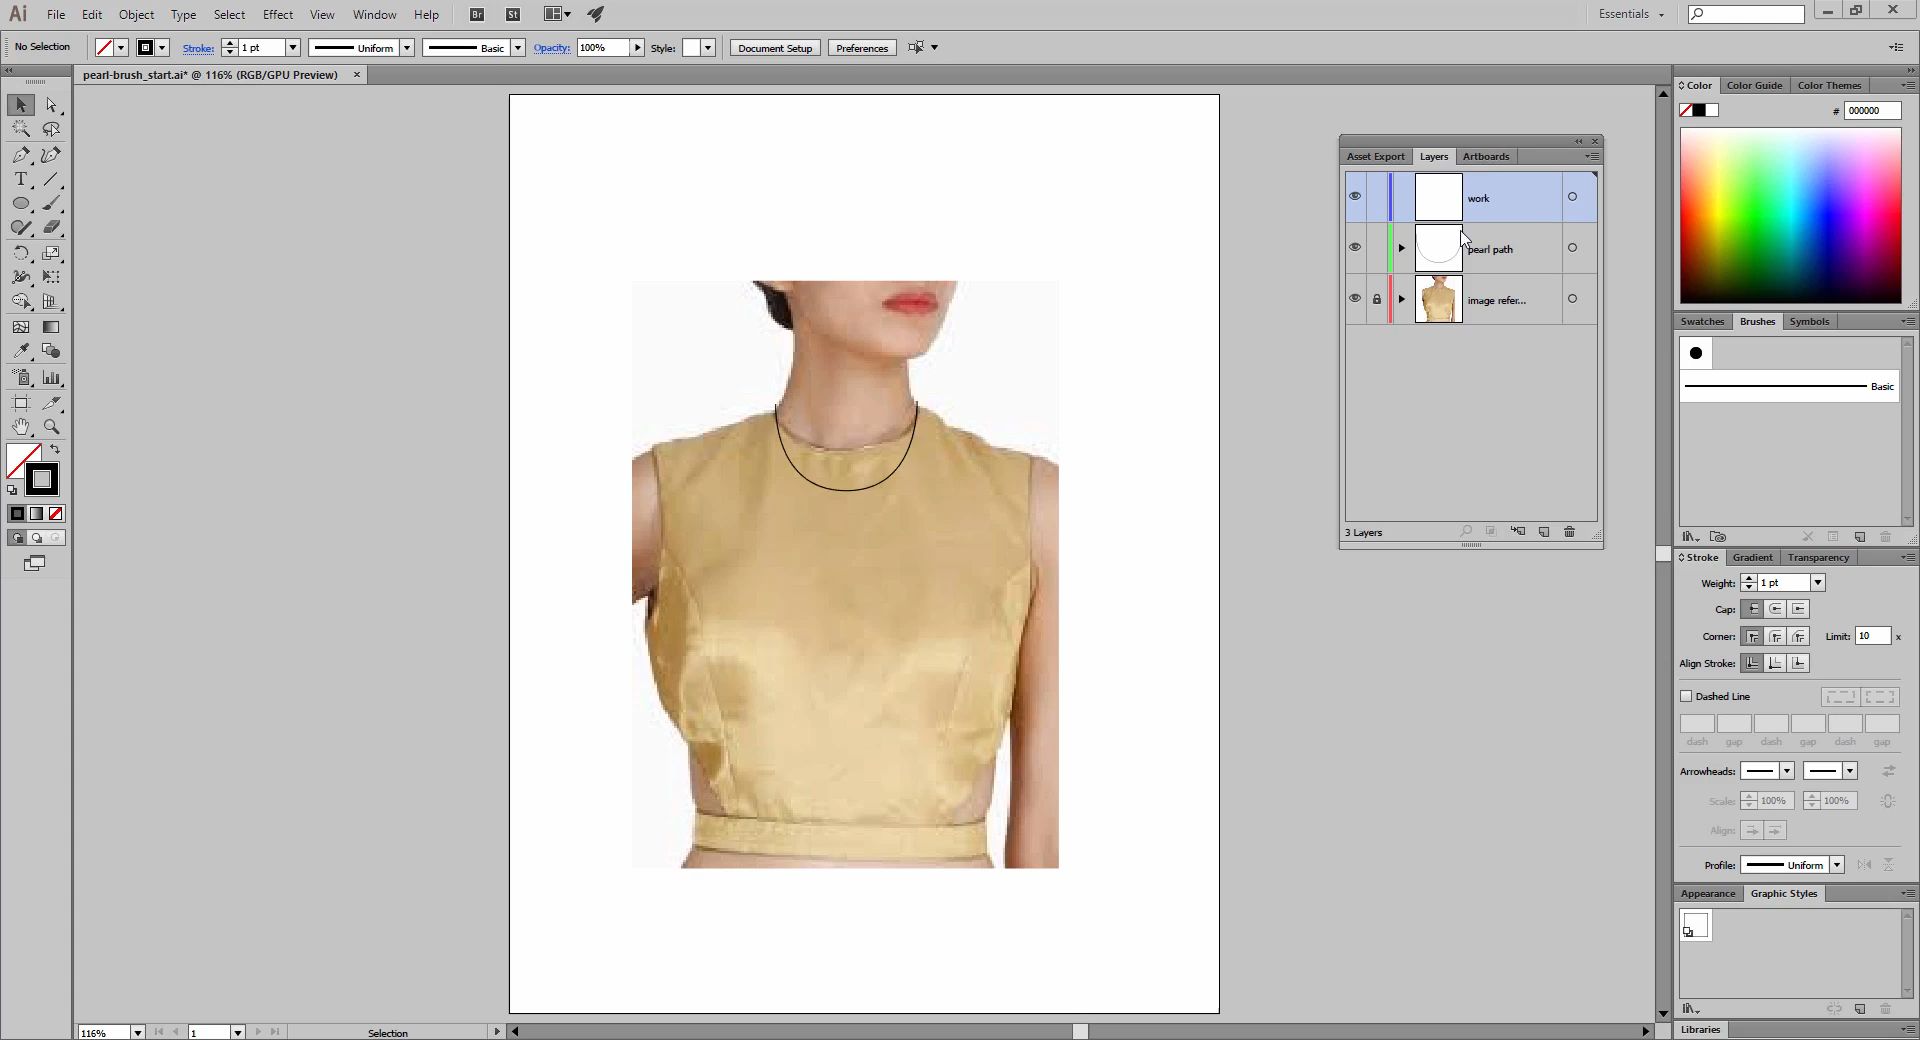 Ai File Edit Object Type Select Effect View Window Help Br St Essentials
No Selection Stroke: 1 pt Uniform Basic Opacity: 100% Style: Document Setup Preferences
pearl-brush_start.ai* @ 116% (RGB/GPU Preview) ×
Color Color Guide Color Themes
# 000000
Asset Export Layers Artboards
work
pearl path
image refer...
3 Layers
Swatches Brushes Symbols
Basic
Stroke Gradient Transparency
Weight: 1 pt
Cap:
Corner: Limit: 10 x
Align Stroke:
Dashed Line
dash gap dash gap dash gap
Arrowheads:
Scale: 100% 100%
Align:
Profile: Uniform
Appearance Graphic Styles
Libraries
116% 1 Selection